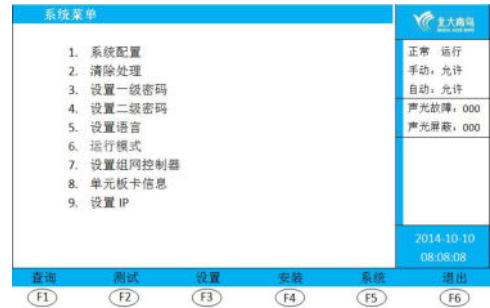 系统菜单
北大青鸟
1. 系统配置
2. 清除处理
3. 设置一级密码
4. 设置二级密码
5. 设置语言
6. 运行模式
7. 设置组网控制器
8. 单元板卡信息
9. 设置 IP
正常 运行
手动：允许
自动：允许
声光故障：000
声光屏蔽：000
2014-10-10
08:08:08
查询 测试 设置 安装 系统 退出
F1 F2 F3 F4 F5 F6